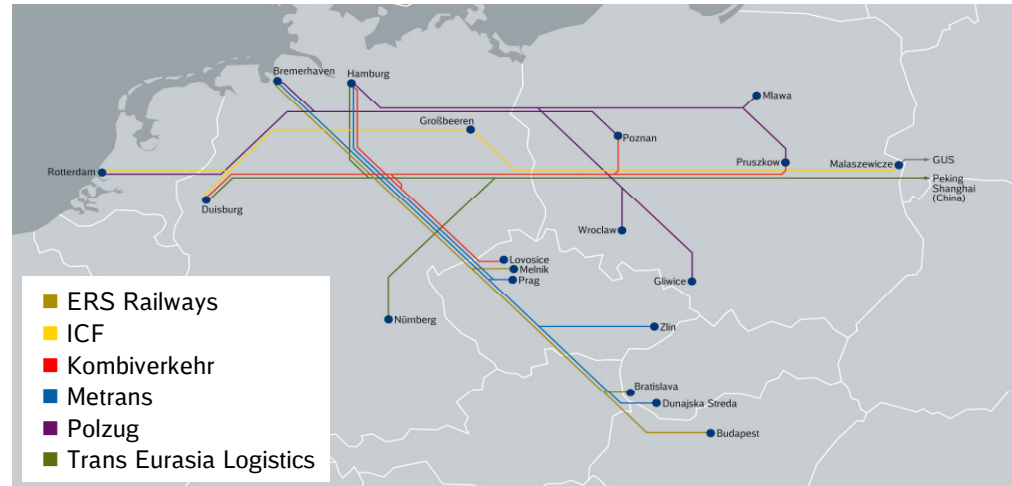 Bremerhaven
Hamburg
Mlawa
Großbeeren
Poznan
Pruszkow
Malaszewicze
GUS
Rotterdam
Peking
Shanghai
(China)
Duisburg
Wroclaw
Lovosice
Melnik
Prag
Gliwice
Nürnberg
Zlin
Bratislava
Dunajska Streda
Budapest
ERS Railways
ICF
Kombiverkehr
Metrans
Polzug
Trans Eurasia Logistics